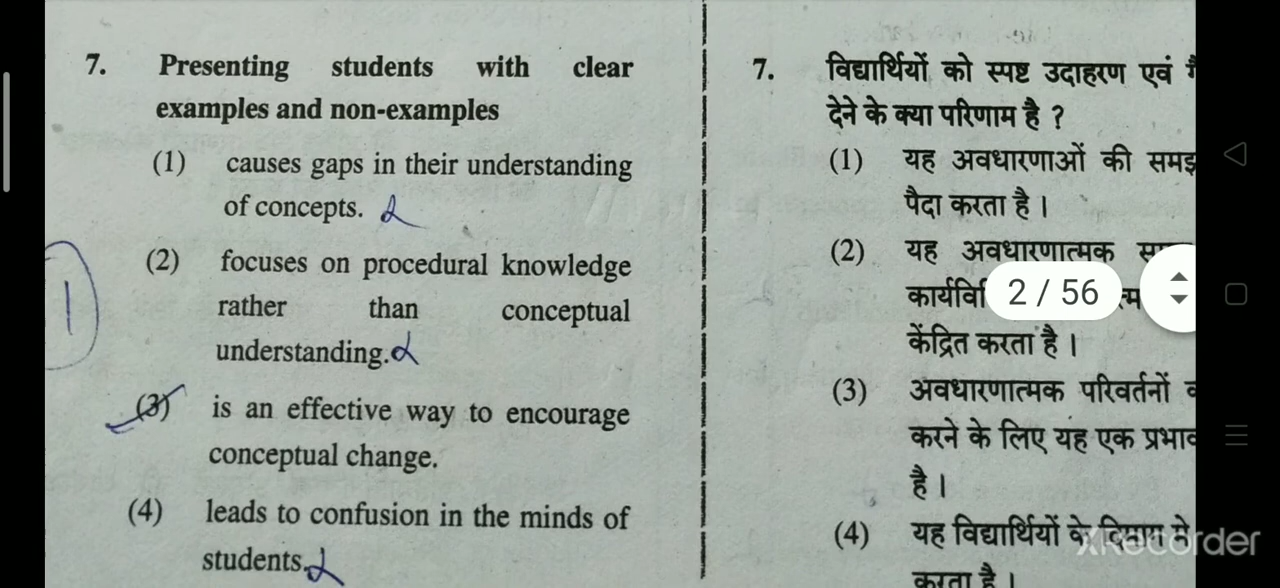 7. Presenting students with clear
examples and non-examples
(1) causes gaps in their understanding
of concepts.
(2) focuses on procedural knowledge
rather than conceptual
understanding.
(3) is an effective way to encourage
conceptual change.
(4) leads to confusion in the minds of
students.
1
7. विद्यार्थियों को स्पष्ट उदाहरण एवं
देने के क्या परिणाम है ?
(1) यह अवधारणाओं की समझ
पैदा करता है ।
(2) यह अवधारणात्मक
केंद्रित करता है ।
(3) अवधारणात्मक परिवर्तनों
करने के लिए यह एक
है ।
(4) यह विद्यार्थियों के दिमाग मे
करता है ।
2 / 56
XRecorder